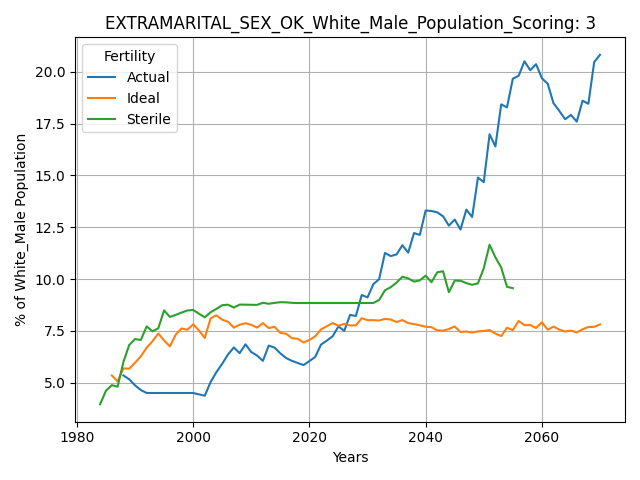 EXTRAMARITAL_SEX_OK_White_Male_Population_Scoring: 3
Fertility
Actual
Ideal
Sterile
% of White_Male Population
20.0
17.5
15.0
12.5
10.0
7.5
5.0
1980
2000
2020
2040
2060
Years